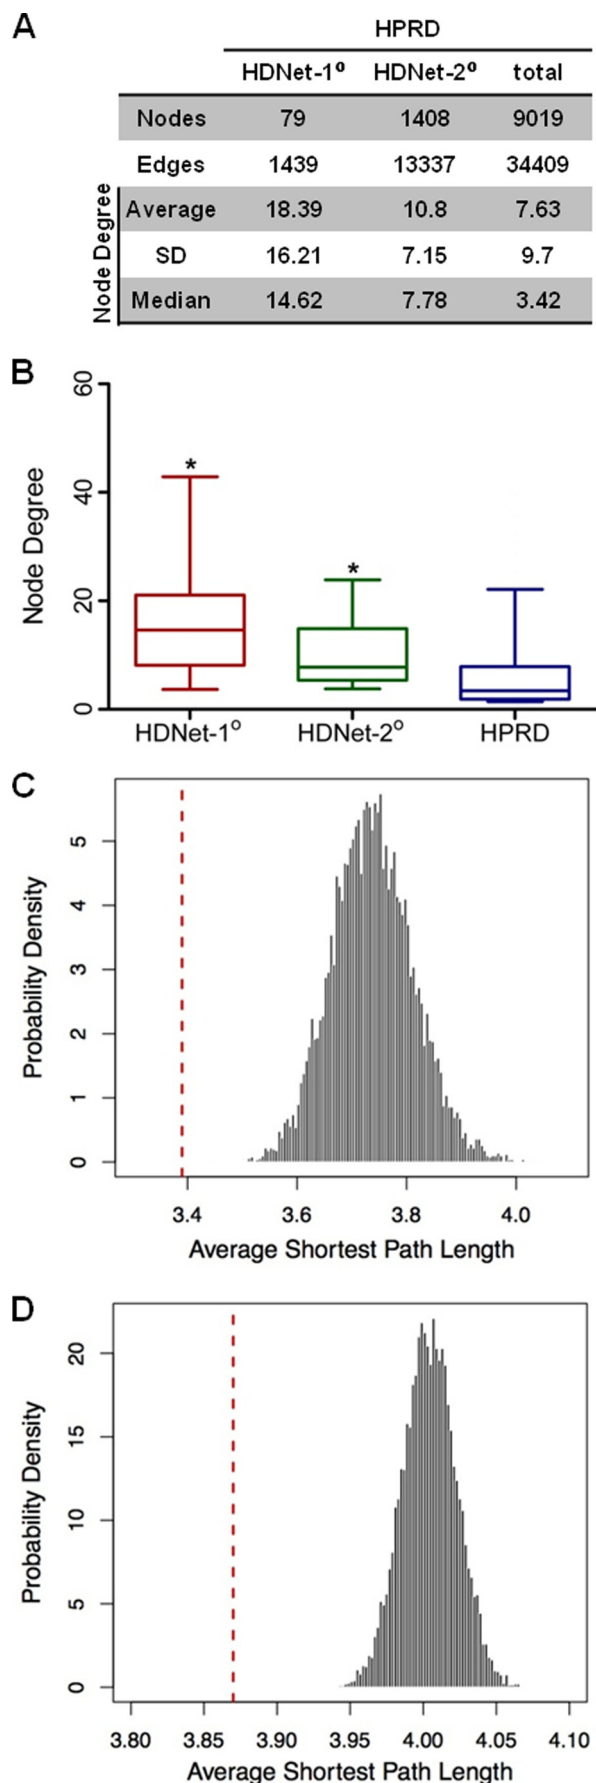 A
HPRD
HDNet-1º HDNet-2º total
Nodes 79 1408 9019
Edges 1439 13337 34409
Node Degree
Average 18.39 10.8 7.63
SD 16.21 7.15 9.7
Median 14.62 7.78 3.42
B
Node Degree
60
40
20
0
*
*
HDNet-1º HDNet-2º HPRD
C
Probability Density
5
4
3
2
1
0
3.4 3.6 3.8 4.0
Average Shortest Path Length
D
Probability Density
20
15
10
5
0
3.80 3.85 3.90 3.95 4.00 4.05 4.10
Average Shortest Path Length